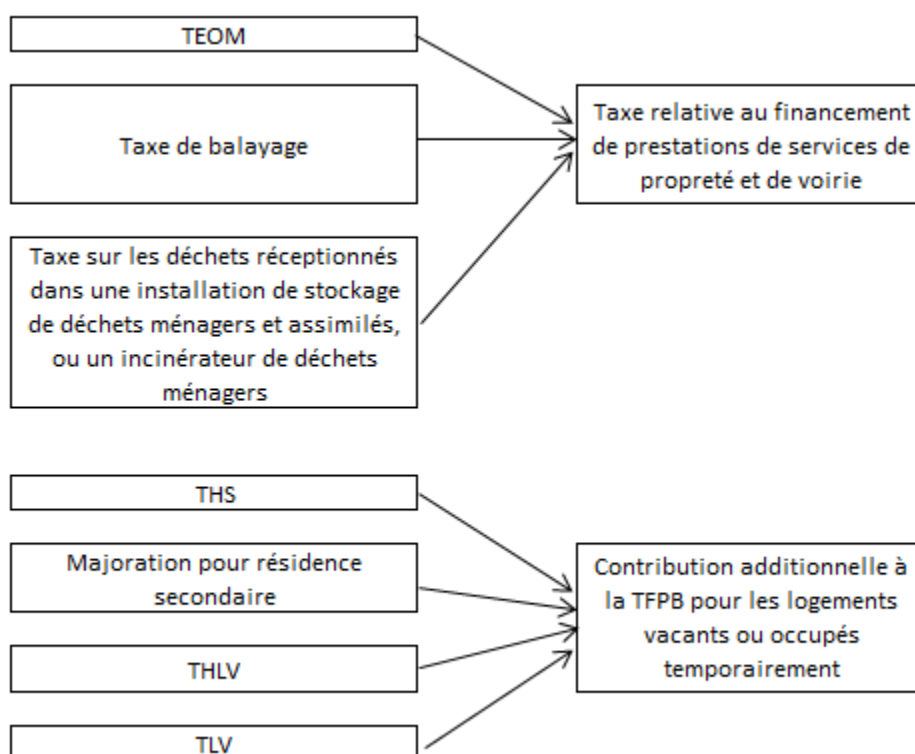 TEOM
Taxe de balayage
Taxe relative au financement
de prestations de services de
propreté et de voirie
Taxe sur les déchets réceptionnés
dans une installation de stockage
de déchets ménagers et assimilés,
ou un incinérateur de déchets
ménagers
THS
Majoration pour résidence
secondaire
THLV
TLV
Contribution additionnelle à
la TFPB pour les logements
vacants ou occupés
temporairement